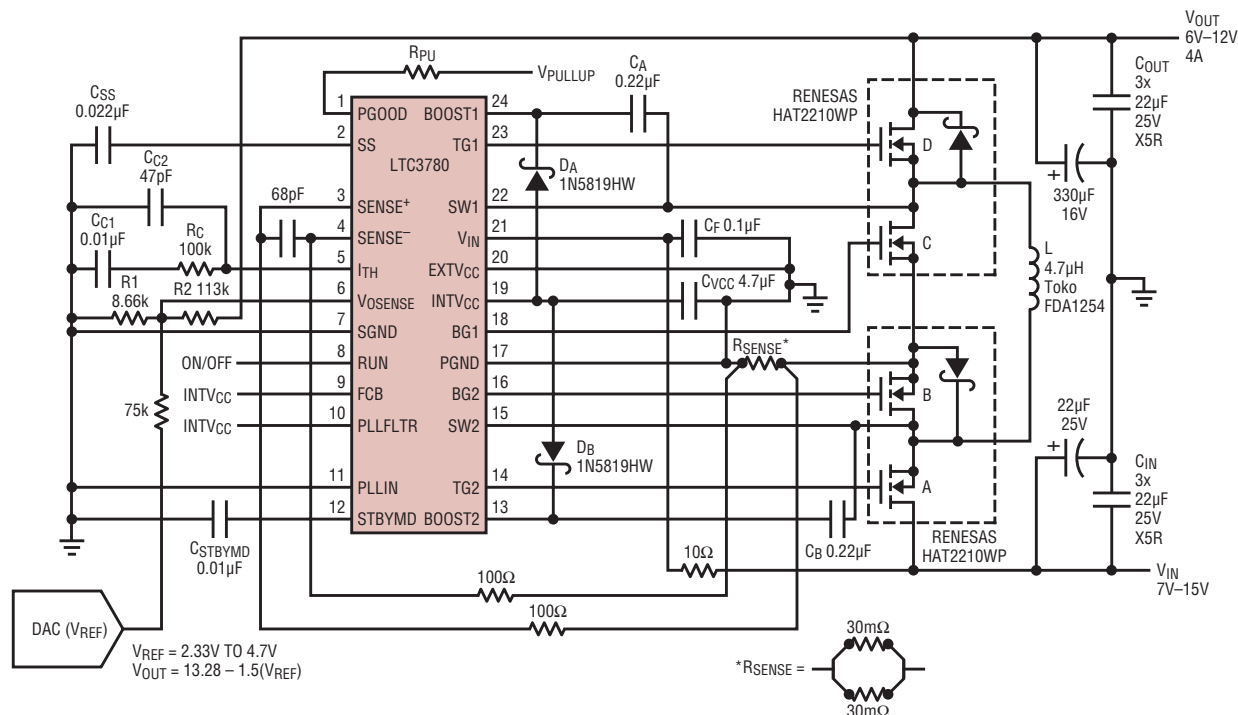 VOUT
6V–12V
4A
RPU
VPULLUP
COUT
3x
22µF
25V
X5R
CSS
0.022µF
CA
0.22µF
RENESAS
HAT2210WP
1
PGOOD
BOOST1
24
2
SS
TG1
23
LTC3780
D
CC2
47pF
DA
1N5819HW
330µF
16V
+
68pF
3
SENSE+
SW1
22
4
SENSE–
VIN
21
CF 0.1µF
C
CC1
0.01µF
RC
100k
5
ITH
EXTVCC
20
L
4.7µH
Toko
FDA1254
R1
8.66k
R2 113k
CVCC 4.7µF
6
VOSENSE
INTVCC
19
7
SGND
BG1
18
ON/OFF
8
RUN
PGND
17
RSENSE*
INTVCC
9
FCB
BG2
16
B
75k
INTVCC
10
PLLFLTR
SW2
15
22µF
25V
+
DB
1N5819HW
11
PLLIN
TG2
14
A
CIN
3x
22µF
25V
X5R
12
STBYMD
BOOST2
13
CSTBYMD
0.01µF
CB 0.22µF
RENESAS
HAT2210WP
10Ω
VIN
7V–15V
100Ω
100Ω
DAC (VREF)
VREF = 2.33V TO 4.7V
VOUT = 13.28 – 1.5(VREF)
30mΩ
*RSENSE =
30mΩ